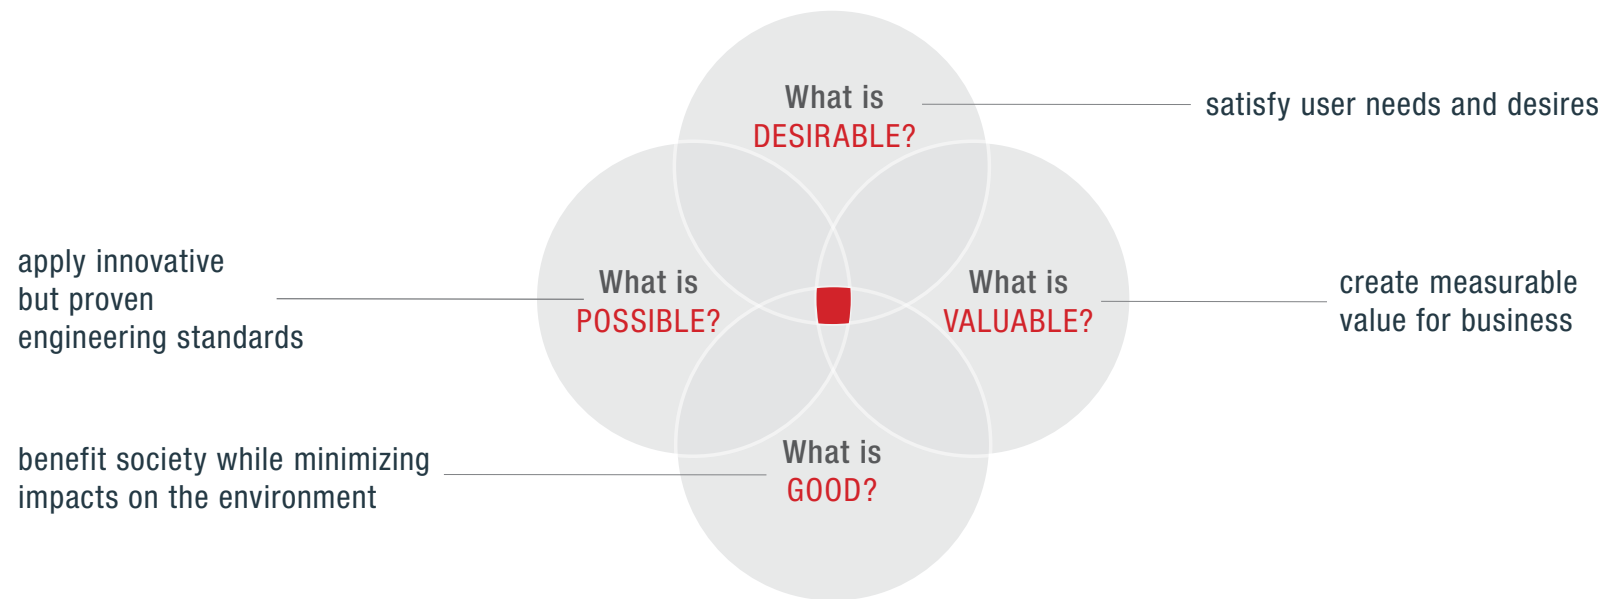 What is
DESIRABLE?
satisfy user needs and desires
apply innovative
but proven
engineering standards
What is
POSSIBLE?
What is
VALUABLE?
create measurable
value for business
benefit society while minimizing
impacts on the environment
What is
GOOD?